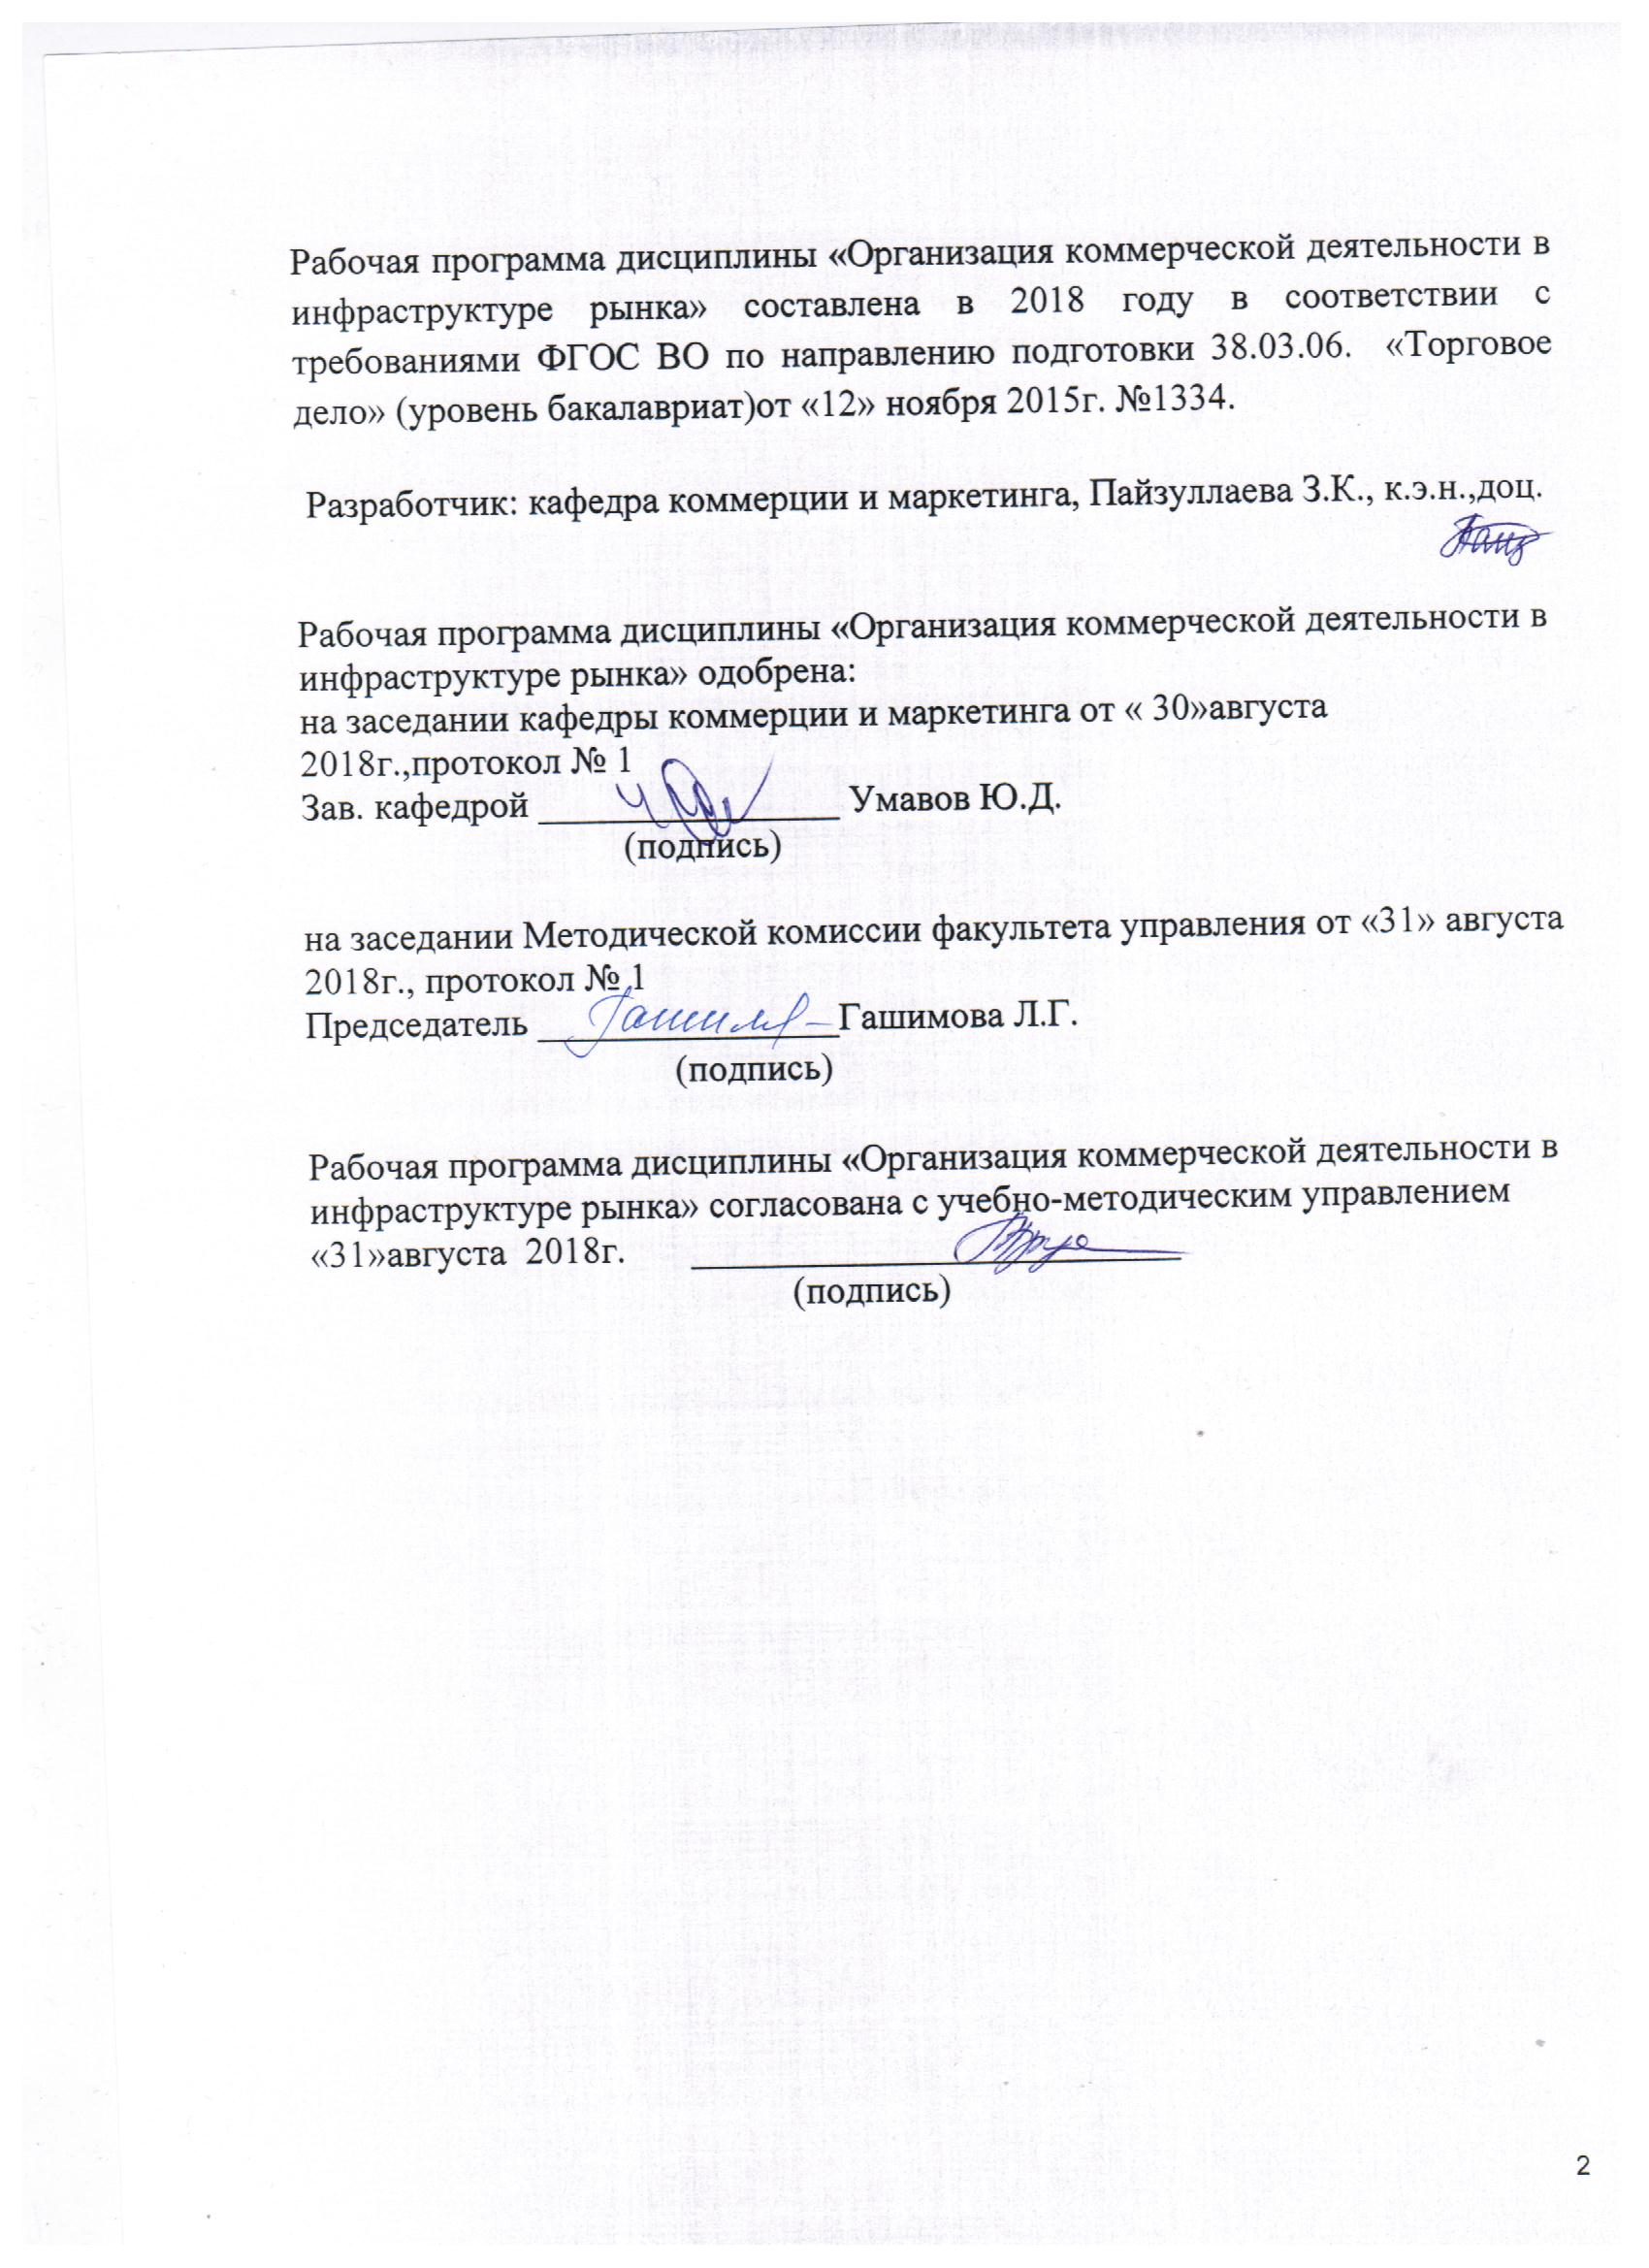 Рабочая программа дисциплины «Организация коммерческой деятельности в
инфраструктуре рынка» составлена в 2018 году в соответствии с
требованиями ФГОС ВО по направлению подготовки 38.03.06. «Торговое
дело» (уровень бакалавриат)от «12» ноября 2015г. №1334.
Разработчик: кафедра коммерции и маркетинга, Пайзуллаева З.К., к.э.н.,доц.
Рабочая программа дисциплины «Организация коммерческой деятельности в
инфраструктуре рынка» одобрена:
на заседании кафедры коммерции и маркетинга от « 30»августа
2018г.,протокол № 1
Зав. кафедрой ________________ Умавов Ю.Д.
(подпись)
на заседании Методической комиссии факультета управления от «31» августа
2018г., протокол № 1
Председатель ________________Гашимова Л.Г.
(подпись)
Рабочая программа дисциплины «Организация коммерческой деятельности в
инфраструктуре рынка» согласована с учебно-методическим управлением
«31»августа 2018г. __________________________
(подпись)
2